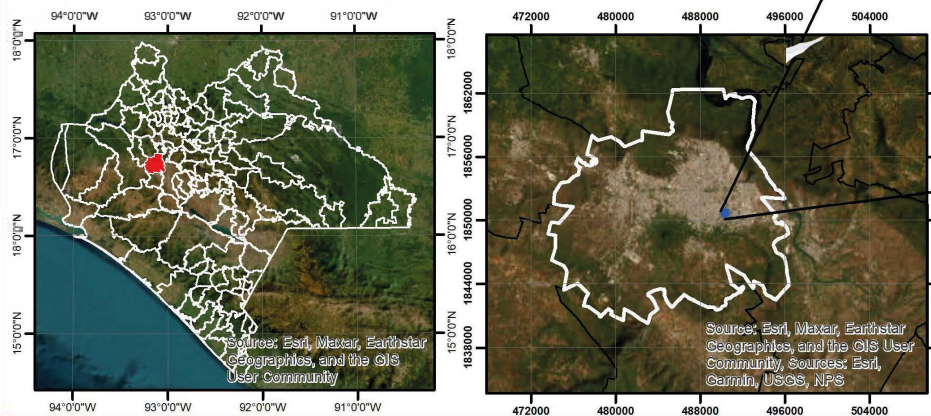 94°0'0"W 93°0'0"W 92°0'0"W 91°0'0"W
18°0'0"N
17°0'0"N
16°0'0"N
15°0'0"N
18°0'0"N
17°0'0"N
16°0'0"N
15°0'0"N
Source: Esri, Maxar, Earthstar
Geographics, and the GIS
User Community
94°0'0"W 93°0'0"W 92°0'0"W 91°0'0"W
472000 480000 488000 496000 504000
1862000
1856000
1850000
1844000
1838000
Source: Esri, Maxar, Earthstar
Geographics, and the GIS User
Community, Sources: Esri,
Garmin, USGS, NPS
472000 480000 488000 496000 504000